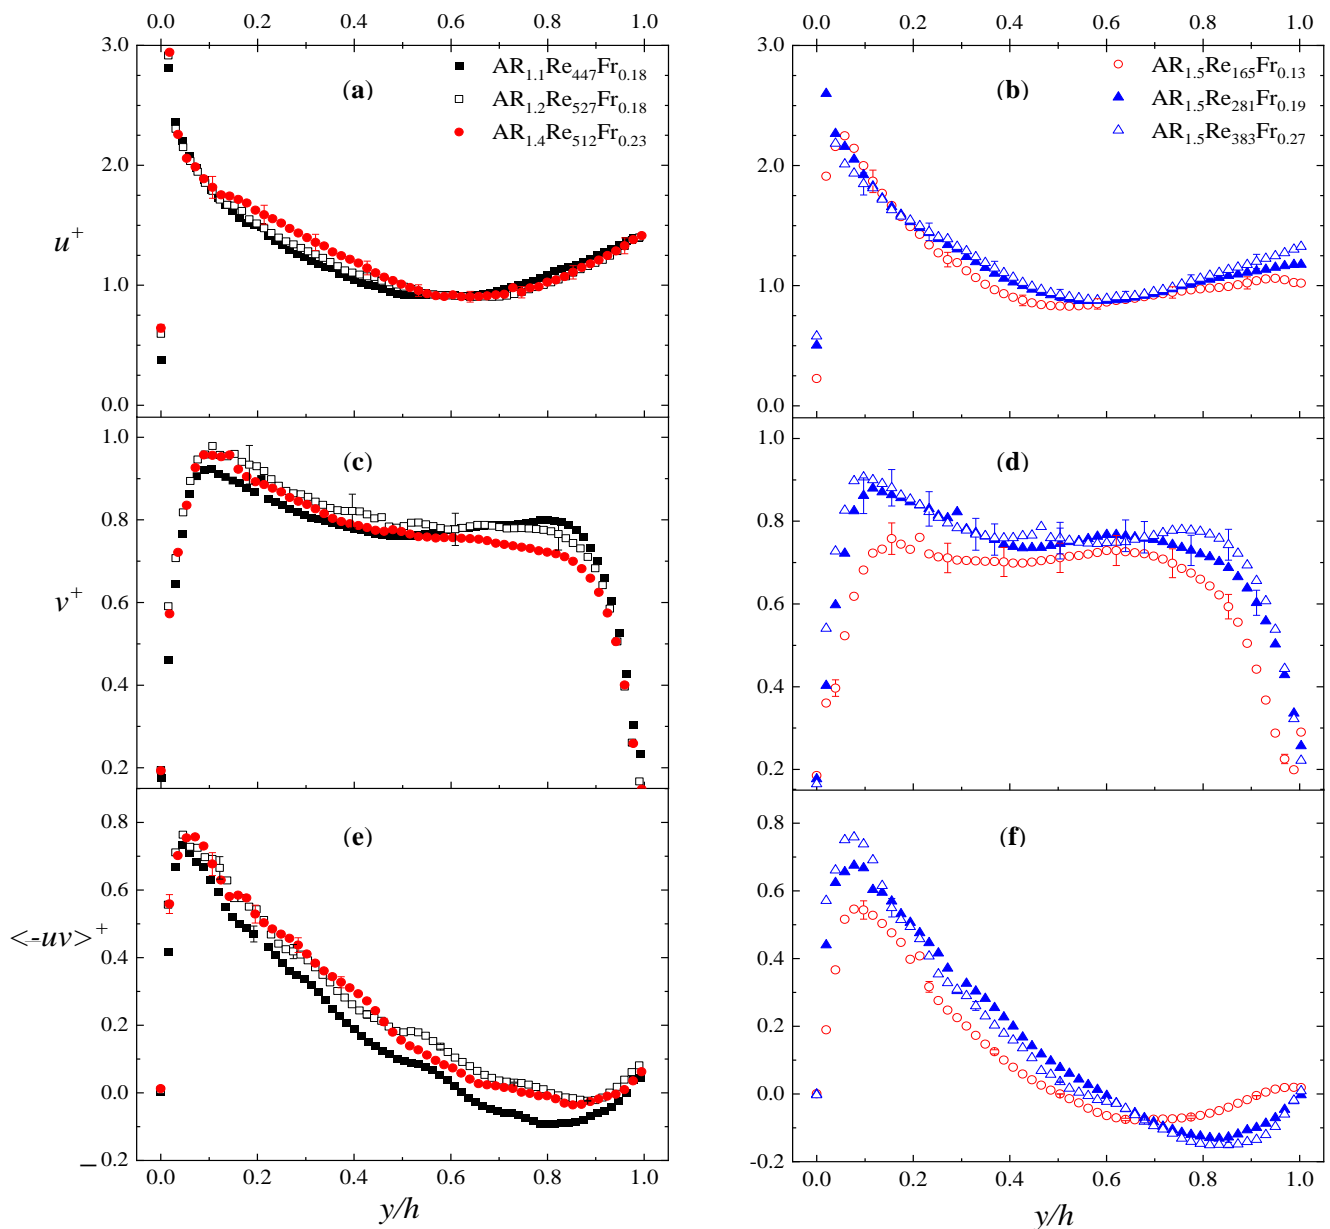 0.0 0.2 0.4 0.6 0.8 1.0
0.0 0.2 0.4 0.6 0.8 1.0
3.0
2.0
1.0
0.0
u+
(a)
AR1.1Re447Fr0.18
AR1.2Re527Fr0.18
AR1.4Re512Fr0.23
3.0
2.0
1.0
0.0
(b)
AR1.5Re165Fr0.13
AR1.5Re281Fr0.19
AR1.5Re383Fr0.27
1.0
0.8
0.6
0.4
0.2
v+
(c)
1.0
0.8
0.6
0.4
0.2
(d)
0.8
0.6
0.4
0.2
0.0
–0.2
<-uv>+
(e)
0.8
0.6
0.4
0.2
0.0
-0.2
(f)
0.0 0.2 0.4 0.6 0.8 1.0
0.0 0.2 0.4 0.6 0.8 1.0
y/h
y/h